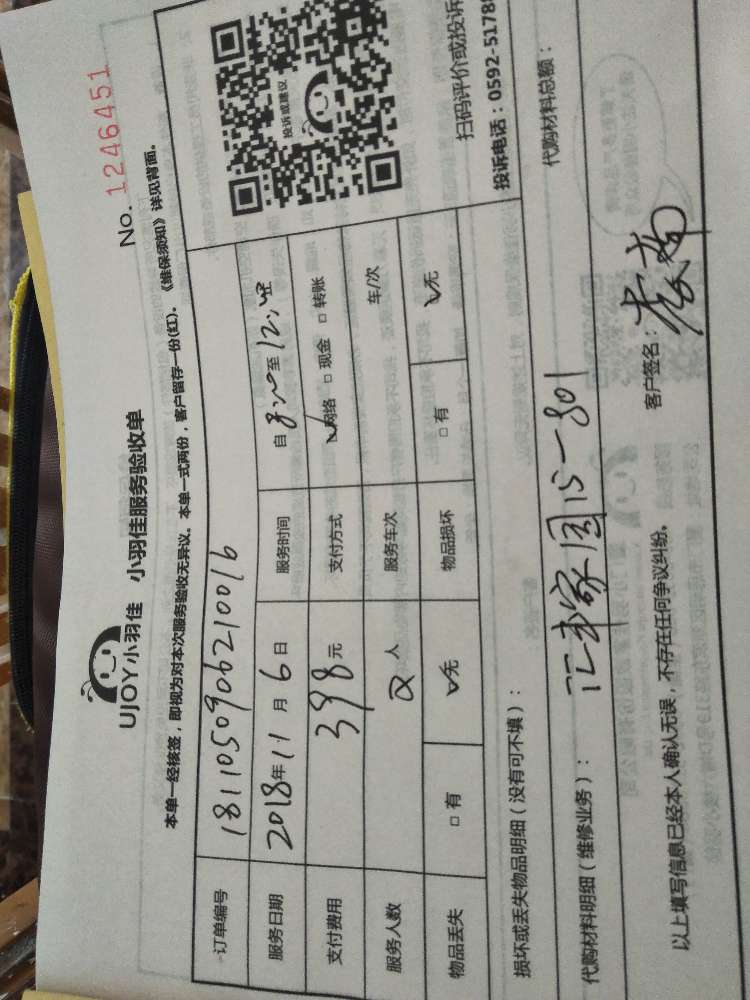 UJOY小羽佳 小羽佳服务验收单
No. 1246451
本单一经核签，即视为对本次服务验收无异议。本单一式两份，客户留存一份(红)。《维保须知》详见背面。
订单编号 1811050906210016
服务日期 2018年11月6日 服务时间 自 至12:
支付费用 398元 支付方式 ☑网络 □现金 □转账
服务人数 2人 服务车次 车/次
物品丢失 □有 ☑无 物品损坏 □有 ☑无
投诉或建议
扫码评价或投诉
投诉电话：0592-5178
损坏或丢失物品明细（没有可不填）：
代购材料明细（维修业务）： 代购材料总额：
汇丰家园15-801
以上填写信息已经本人确认无误，不存在任何争议纠纷。 客户签名：